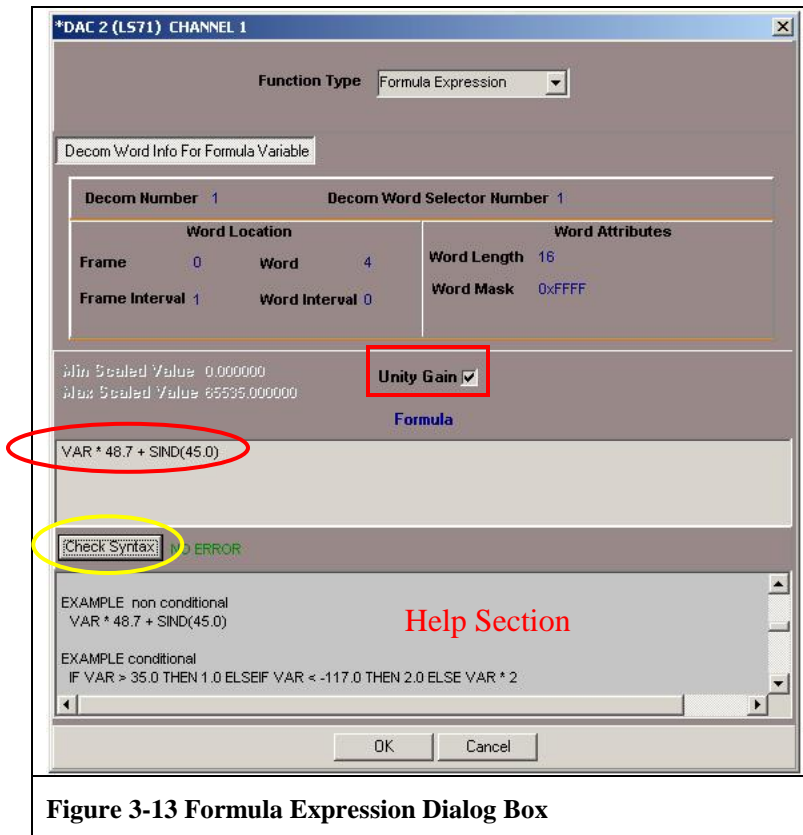 *DAC 2 (LS71) CHANNEL 1
Function Type Formula Expression
Decom Word Info For Formula Variable
Decom Number 1 Decom Word Selector Number 1
Word Location Word Attributes
Frame 0 Word 4 Word Length 16
Frame Interval 1 Word Interval 0 Word Mask 0xFFFF
Min Scaled Value 0.000000
Unity Gain
Max Scaled Value 65535.000000
Formula
VAR * 48.7 + SIND(45.0)
Check Syntax NO ERROR
EXAMPLE non conditional
VAR * 48.7 + SIND(45.0)
Help Section
EXAMPLE conditional
IF VAR > 35.0 THEN 1.0 ELSEIF VAR < -117.0 THEN 2.0 ELSE VAR * 2
OK Cancel
Figure 3-13 Formula Expression Dialog Box